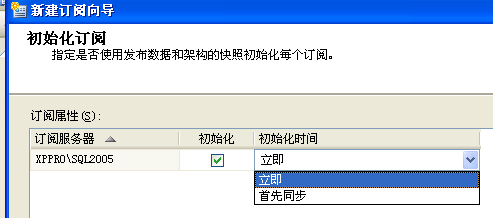 新建订阅向导
初始化订阅
指定是否使用发布数据和架构的快照初始化每个订阅。
订阅属性(S):
订阅服务器 初始化 初始化时间
XPPRO\SQL2005 立即
立即
首先同步